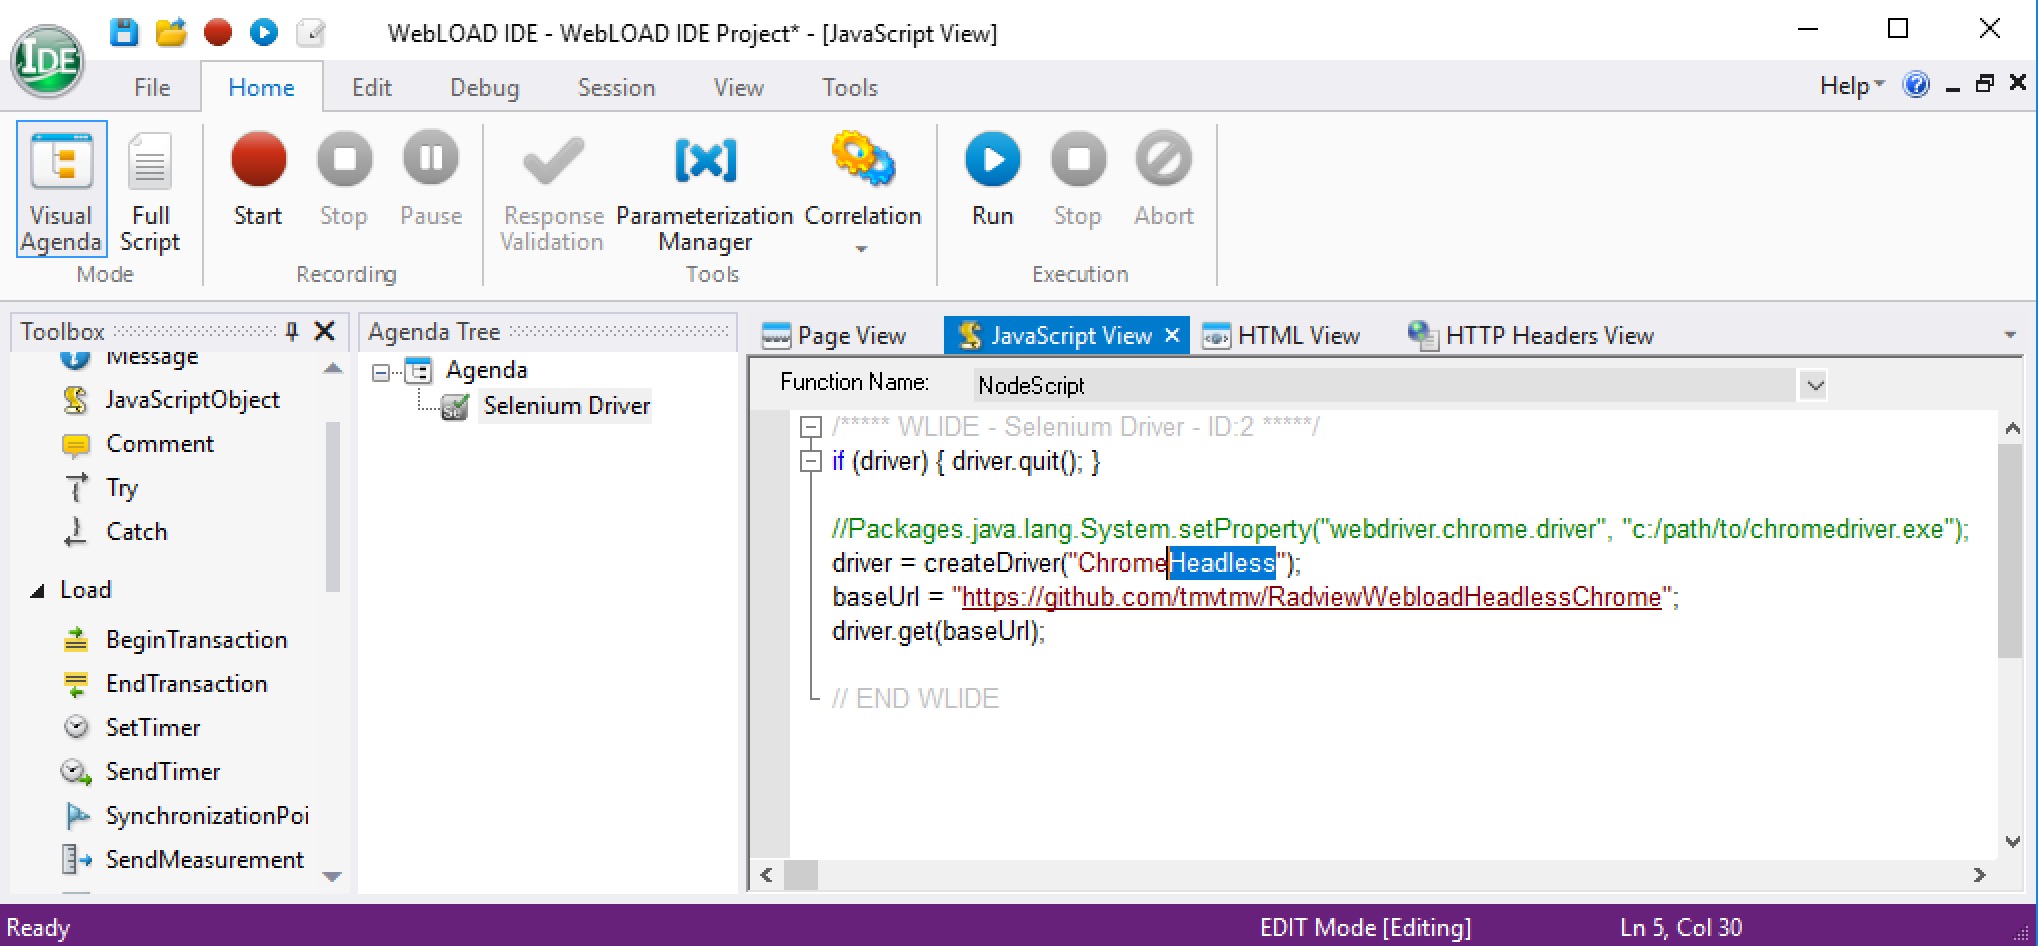 WebLOAD IDE - WebLOAD IDE Project* - [JavaScript View]
IDE
File Home Edit Debug Session View Tools Help
Visual Agenda
Full Script
Mode
Start Stop Pause
Recording
Response Validation
Parameterization Manager
Correlation
Tools
Run Stop Abort
Execution
Toolbox
Message
JavaScriptObject
Comment
Try
Catch
Load
BeginTransaction
EndTransaction
SetTimer
SendTimer
SynchronizationPoi
SendMeasurement
Agenda Tree
Agenda
Selenium Driver
Page View JavaScript View HTML View HTTP Headers View
Function Name: NodeScript
/***** WLIDE - Selenium Driver - ID:2 *****/
if (driver) { driver.quit(); }
//Packages.java.lang.System.setProperty("webdriver.chrome.driver", "c:/path/to/chromedriver.exe");
driver = createDriver("ChromeHeadless");
baseUrl = "https://github.com/tmvtmv/RadviewWebloadHeadlessChrome";
driver.get(baseUrl);
// END WLIDE
Ready EDIT Mode [Editing] Ln 5, Col 30